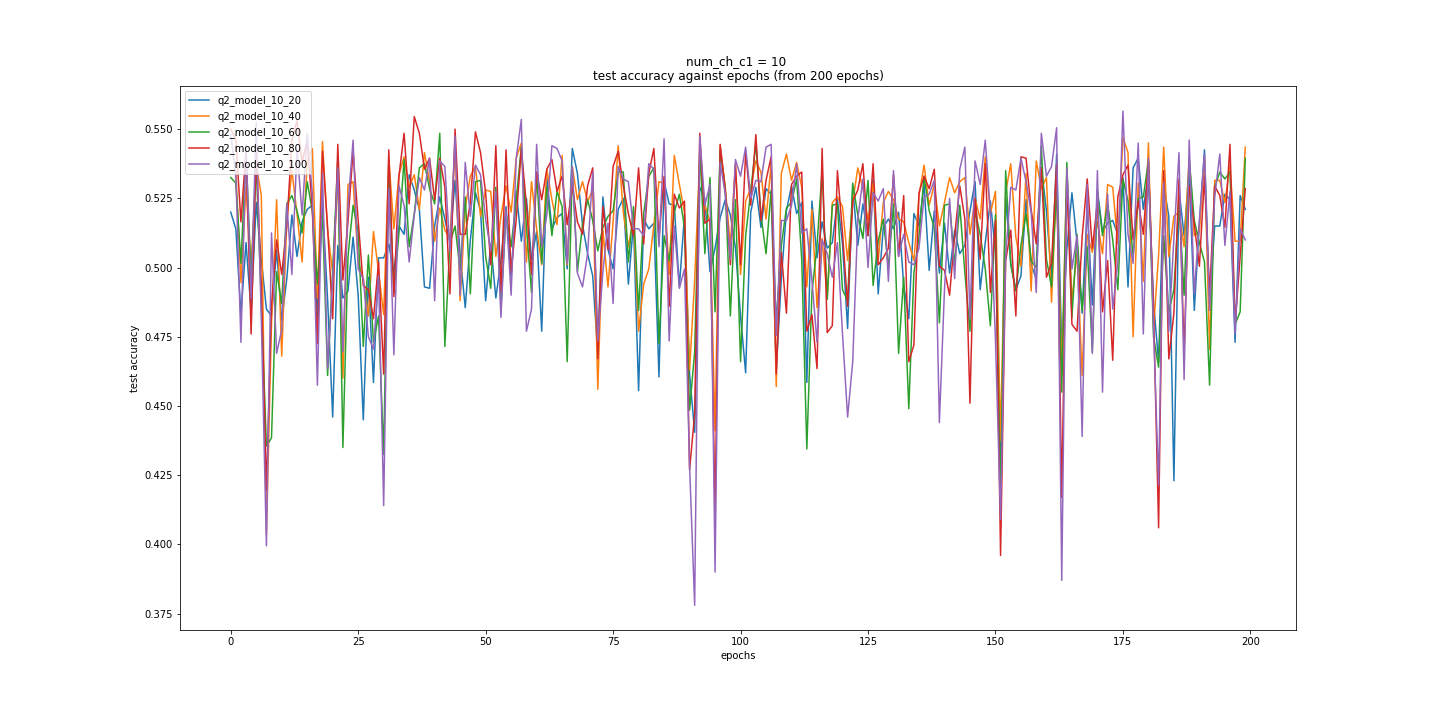 num_ch_c1 = 10
test accuracy against epochs (from 200 epochs)
q2_model_10_20
q2_model_10_40
q2_model_10_60
q2_model_10_80
q2_model_10_100
test accuracy
0.550
0.525
0.500
0.475
0.450
0.425
0.400
0.375
0 25 50 75 100 125 150 175 200
epochs